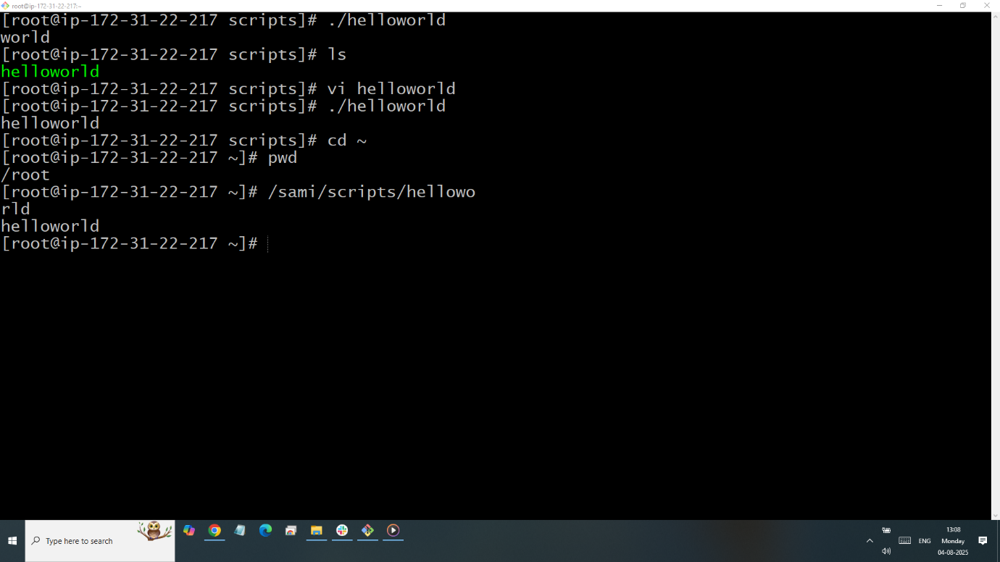 root@ip-172-31-22-217:~
[root@ip-172-31-22-217 scripts]# ./helloworld
world
[root@ip-172-31-22-217 scripts]# ls
helloworld
[root@ip-172-31-22-217 scripts]# vi helloworld
[root@ip-172-31-22-217 scripts]# ./helloworld
helloworld
[root@ip-172-31-22-217 scripts]# cd ~
[root@ip-172-31-22-217 ~]# pwd
/root
[root@ip-172-31-22-217 ~]# /sami/scripts/hellowo
rld
helloworld
[root@ip-172-31-22-217 ~]#
Type here to search
ENG
13:08
Monday
04-08-2025